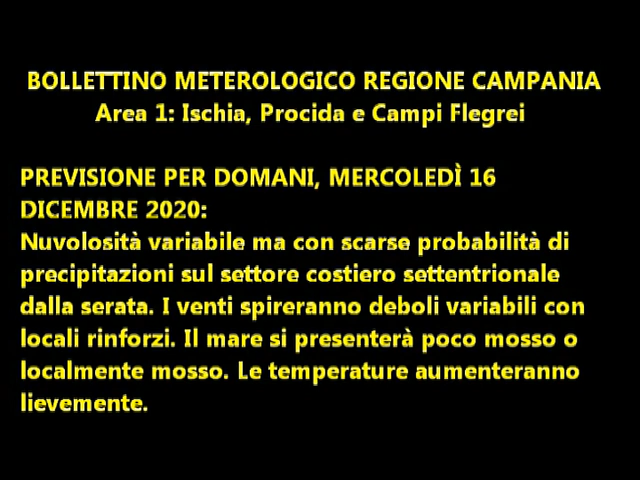 BOLLETTINO METEROLOGICO REGIONE CAMPANIA
Area 1: Ischia, Procida e Campi Flegrei
PREVISIONE PER DOMANI, MERCOLEDÌ 16
DICEMBRE 2020:
Nuvolosità variabile ma con scarse probabilità di
precipitazioni sul settore costiero settentrionale
dalla serata. I venti spireranno deboli variabili con
locali rinforzi. Il mare si presenterà poco mosso o
localmente mosso. Le temperature aumenteranno
lievemente.